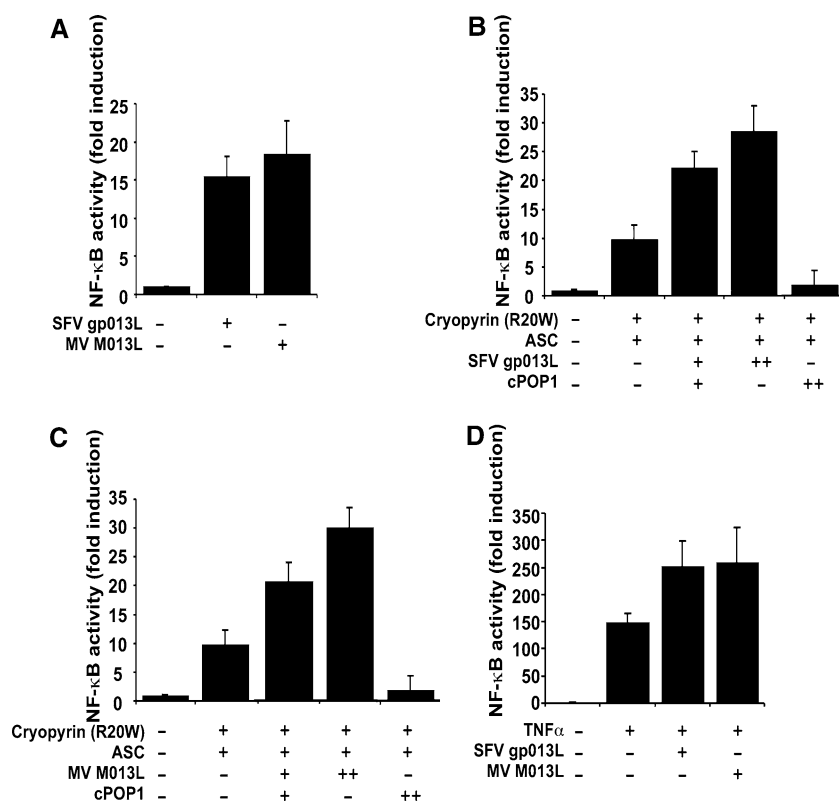 A
NF-κB activity (fold induction)
25
20
15
10
5
0
SFV gp013L – + –
MV M013L – – +
B
NF-κB activity (fold induction)
35
30
25
20
15
10
5
0
Cryopyrin (R20W) – + + + +
ASC – + + + +
SFV gp013L – – + ++ –
cPOP1 – – + – ++
C
NF-κB activity (fold induction)
35
30
25
20
15
10
5
0
Cryopyrin (R20W) – + + + +
ASC – + + + +
MV M013L – – + ++ –
cPOP1 – – + – ++
D
NF-κB activity (fold induction)
350
300
250
200
150
100
50
0
TNFα – + + +
SFV gp013L – – + –
MV M013L – – – +